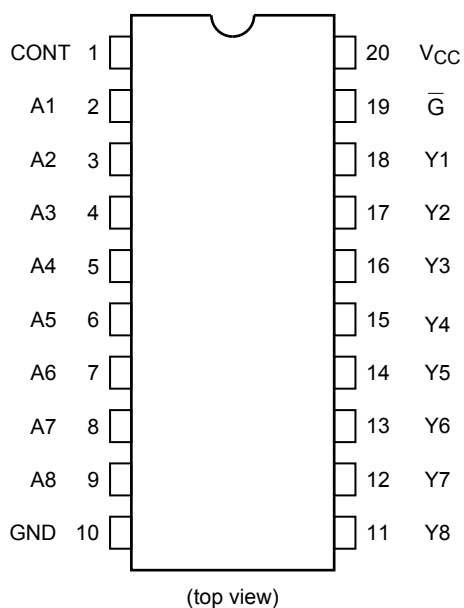 CONT 1 20 VCC
A1 2 19 G̅
A2 3 18 Y1
A3 4 17 Y2
A4 5 16 Y3
A5 6 15 Y4
A6 7 14 Y5
A7 8 13 Y6
A8 9 12 Y7
GND 10 11 Y8
(top view)